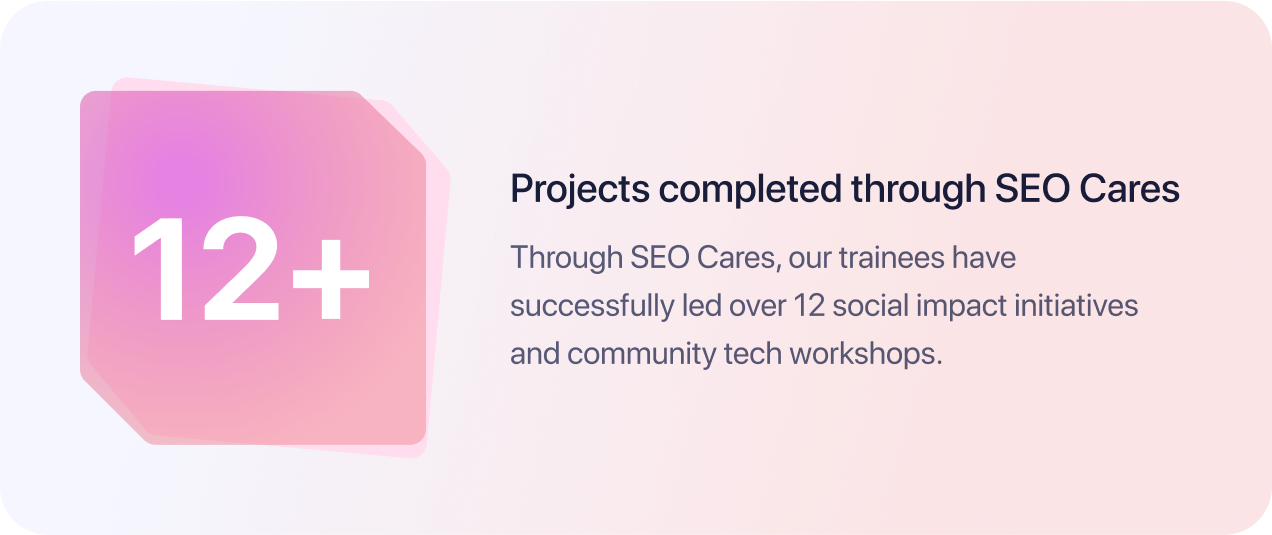 12+
Projects completed through SEO Cares
Through SEO Cares, our trainees have
successfully led over 12 social impact initiatives
and community tech workshops.